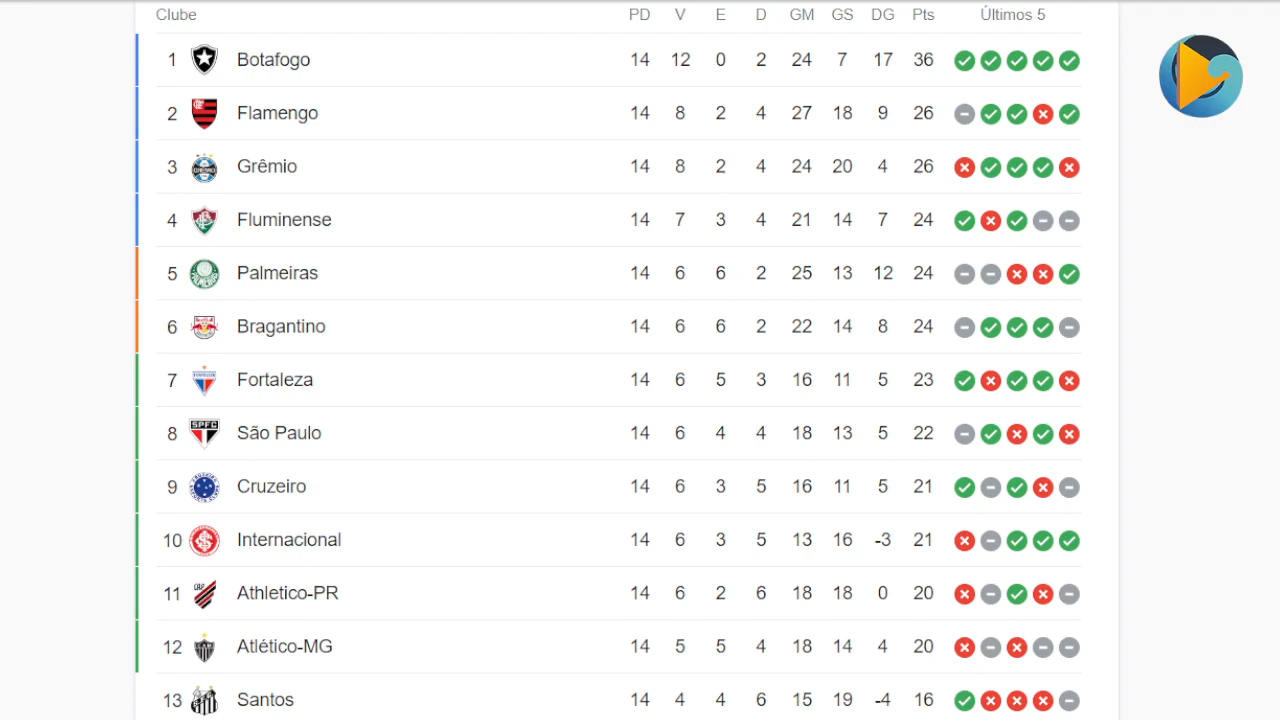 Clube PD V E D GM GS DG Pts Últimos 5
1 Botafogo 14 12 0 2 24 7 17 36
2 Flamengo 14 8 2 4 27 18 9 26
3 Grêmio 14 8 2 4 24 20 4 26
4 Fluminense 14 7 3 4 21 14 7 24
5 Palmeiras 14 6 6 2 25 13 12 24
6 Bragantino 14 6 6 2 22 14 8 24
7 Fortaleza 14 6 5 3 16 11 5 23
8 SPFC São Paulo 14 6 4 4 18 13 5 22
9 Cruzeiro 14 6 3 5 16 11 5 21
10 Internacional 14 6 3 5 13 16 -3 21
11 CAP Athletico-PR 14 6 2 6 18 18 0 20
12 Atlético-MG 14 5 5 4 18 14 4 20
13 Santos 14 4 4 6 15 19 -4 16